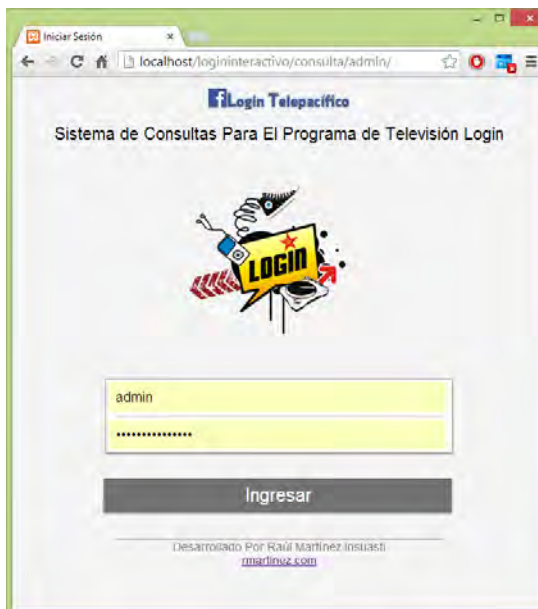 Iniciar Sesión
localhost/logininteractivo/consulta/admin/
Login Telepacífico
Sistema de Consultas Para El Programa de Televisión Login
LOGIN
admin
•••••••••••••••
Ingresar
Desarrollado Por Raúl Martínez Insuasti
rmartinez.com